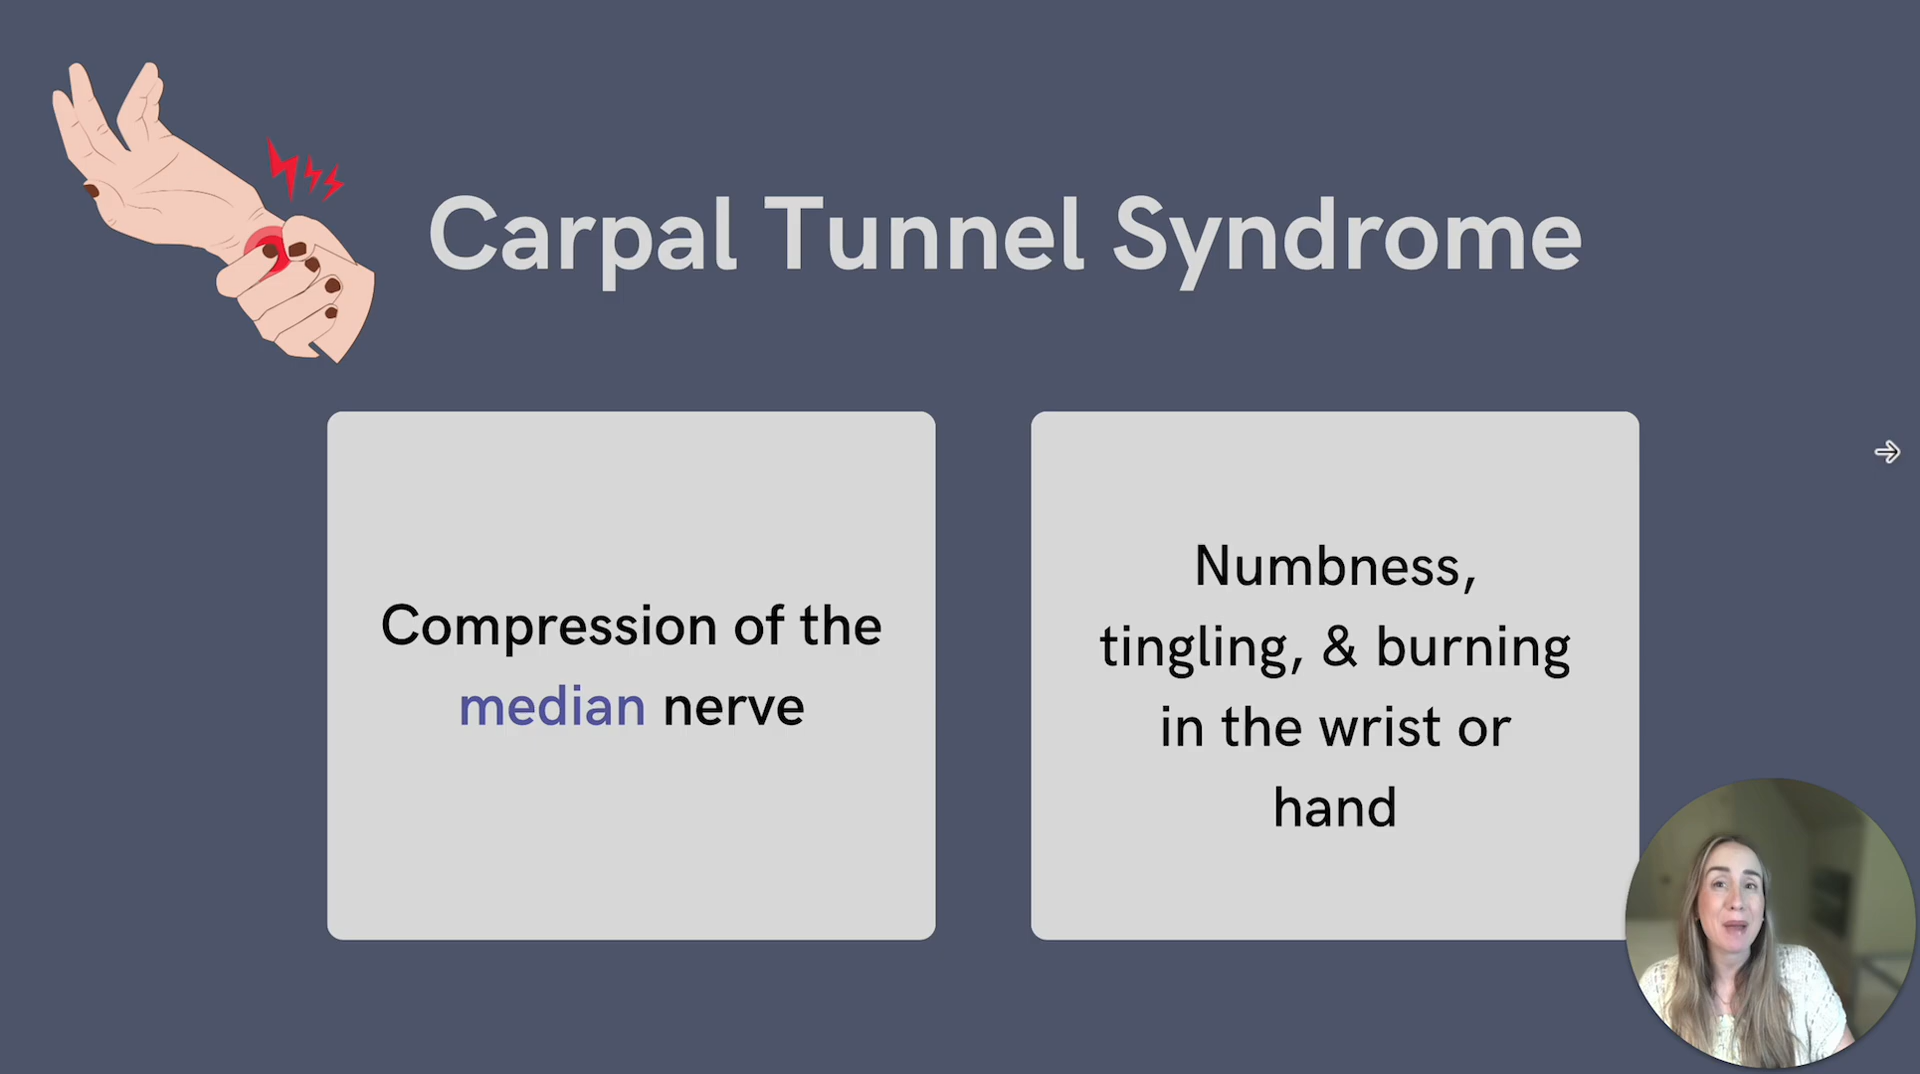 Carpal Tunnel Syndrome
Compression of the
median nerve
Numbness,
tingling, & burning
in the wrist or
hand